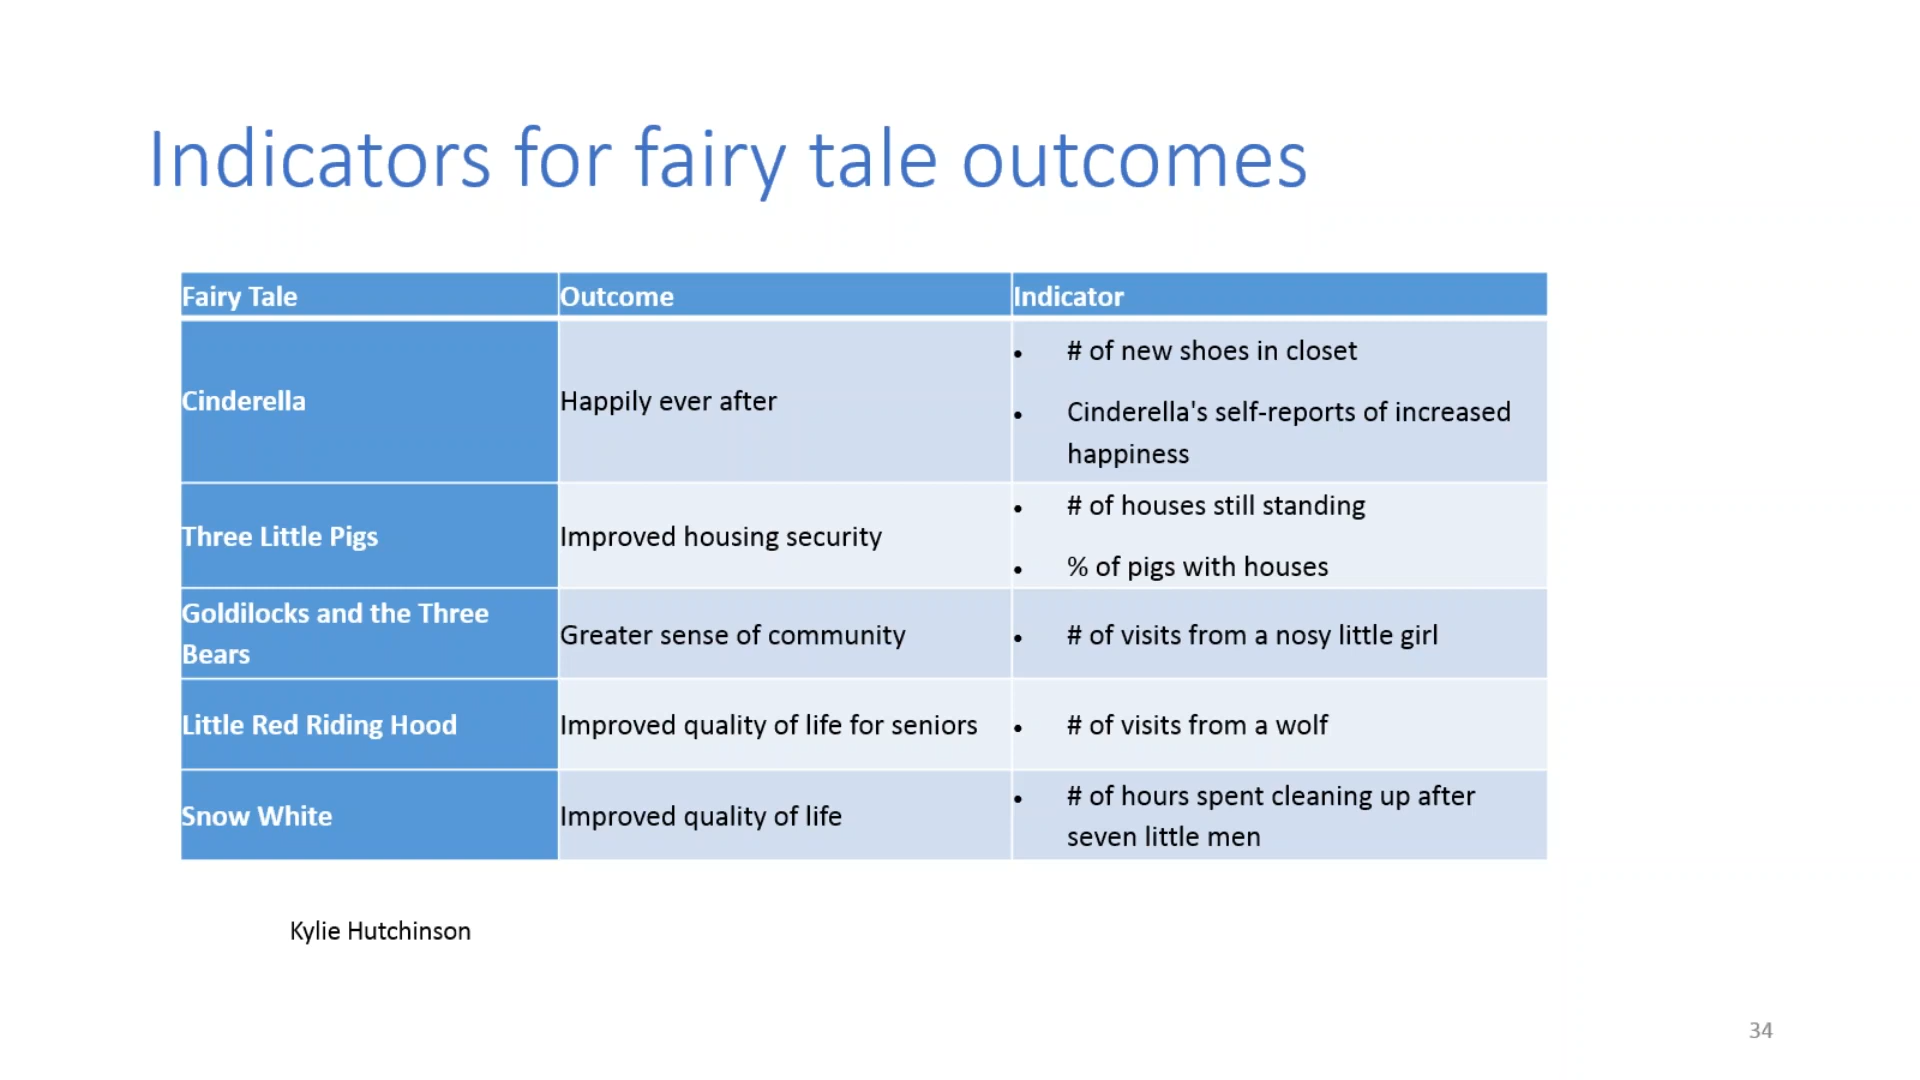 Indicators for fairy tale outcomes
Fairy Tale
Outcome
Indicator
Cinderella
Happily ever after
• # of new shoes in closet
• Cinderella's self-reports of increased
happiness
Three Little Pigs
Improved housing security
• # of houses still standing
• % of pigs with houses
Goldilocks and the Three
Bears
Greater sense of community
• # of visits from a nosy little girl
Little Red Riding Hood
Improved quality of life for seniors
• # of visits from a wolf
Snow White
Improved quality of life
• # of hours spent cleaning up after
seven little men
Kylie Hutchinson
34